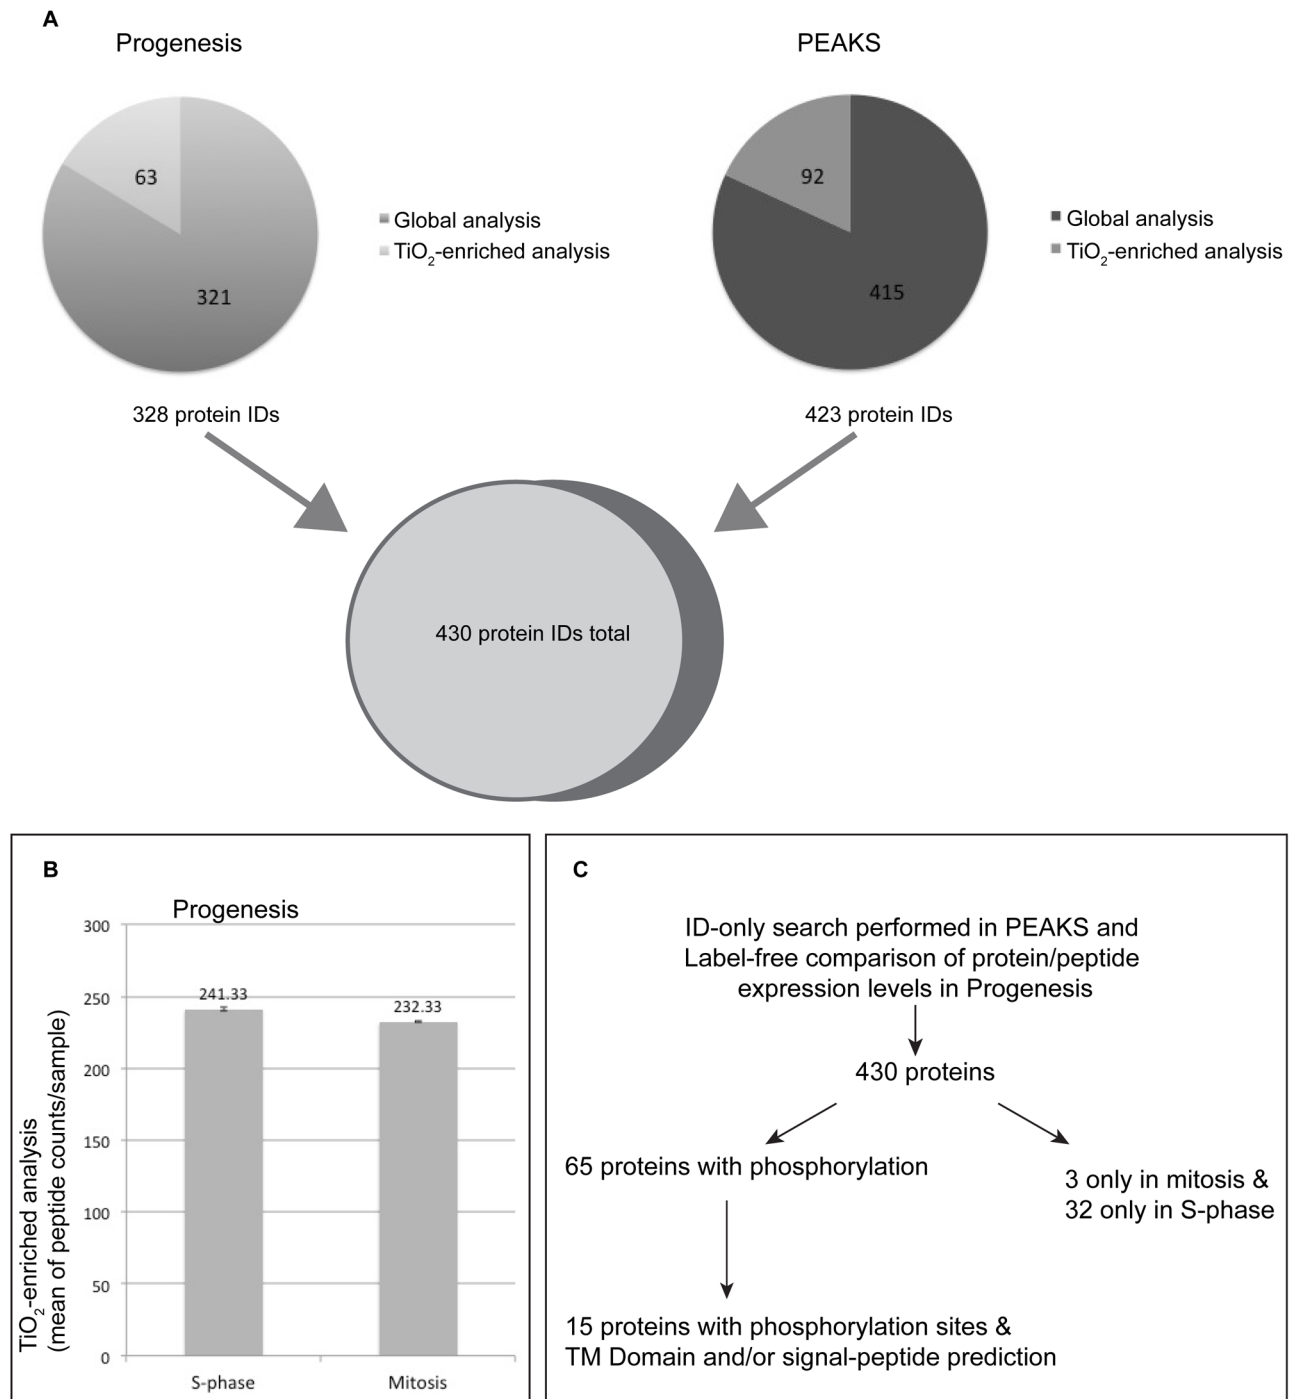 A
Progenesis
PEAKS
63
321
Global analysis
TiO2-enriched analysis
92
415
Global analysis
TiO2-enriched analysis
328 protein IDs
423 protein IDs
430 protein IDs total
B
Progenesis
TiO2-enriched analysis
(mean of peptide counts/sample)
300
250
200
150
100
50
0
241.33
232.33
S-phase
Mitosis
C
ID-only search performed in PEAKS and
Label-free comparison of protein/peptide
expression levels in Progenesis
430 proteins
65 proteins with phosphorylation
3 only in mitosis &
32 only in S-phase
15 proteins with phosphorylation sites &
TM Domain and/or signal-peptide prediction